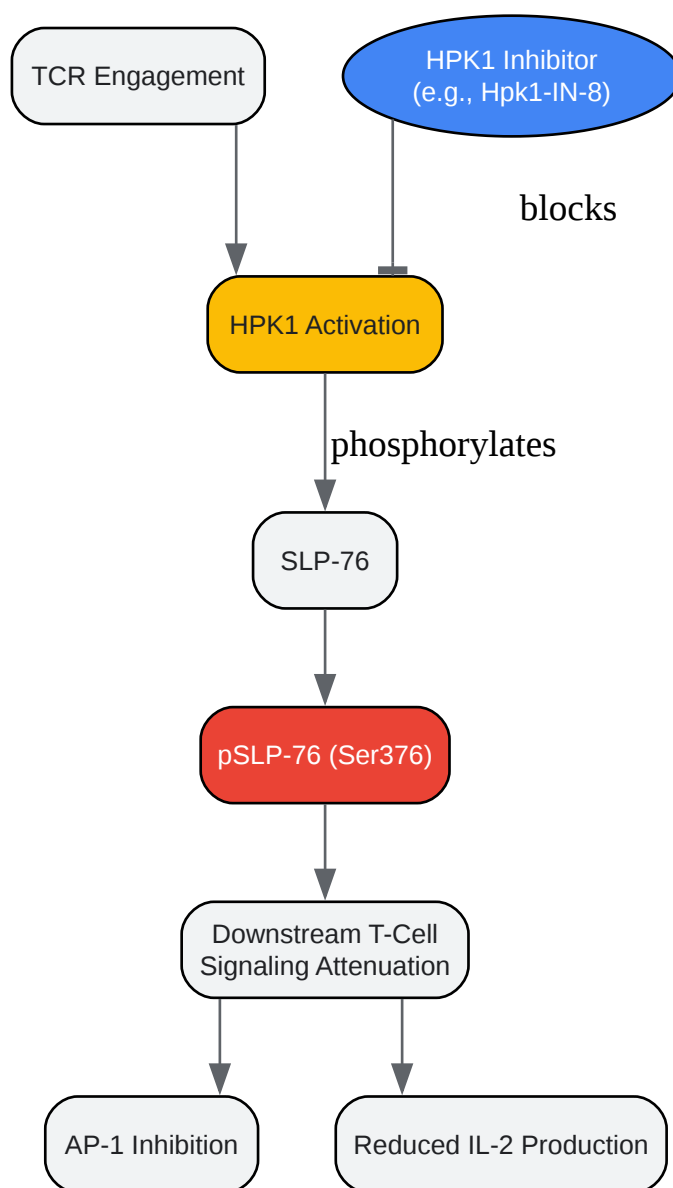 TCR Engagement
HPK1 Inhibitor
(e.g., Hpk1-IN-8)
blocks
HPK1 Activation
phosphorylates
SLP-76
pSLP-76 (Ser376)
Downstream T-Cell
Signaling Attenuation
AP-1 Inhibition
Reduced IL-2 Production